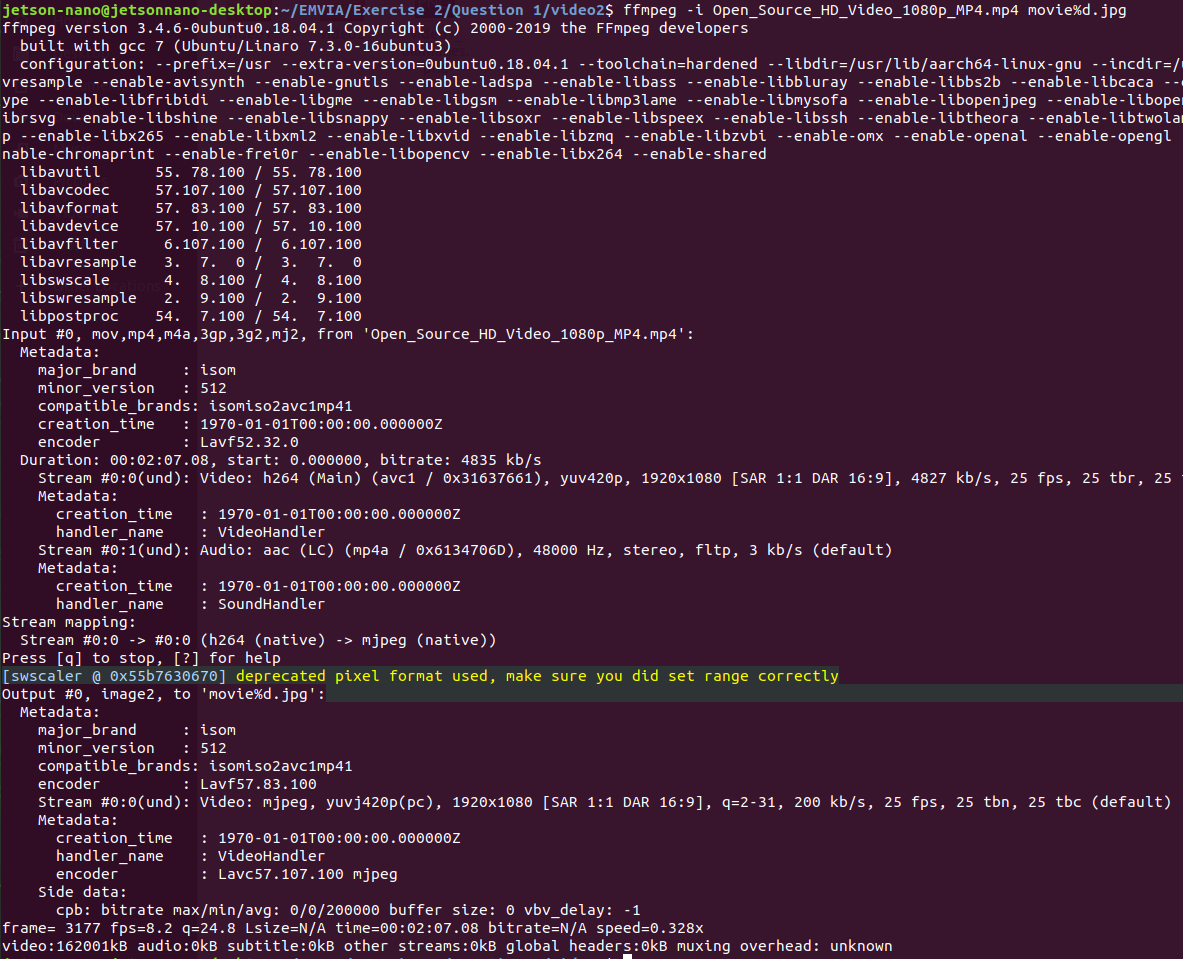 jetson-nano@jetsonnano-desktop:~/EMVIA/Exercise 2/Question 1/video2$ ffmpeg -i Open_Source_HD_Video_1080p_MP4.mp4 movie%d.jpg
ffmpeg version 3.4.6-0ubuntu0.18.04.1 Copyright (c) 2000-2019 the FFmpeg developers
  built with gcc 7 (Ubuntu/Linaro 7.3.0-16ubuntu3)
  configuration: --prefix=/usr --extra-version=0ubuntu0.18.04.1 --toolchain=hardened --libdir=/usr/lib/aarch64-linux-gnu --incdir=/u
vresample --enable-avisynth --enable-gnutls --enable-ladspa --enable-libass --enable-libbluray --enable-libbs2b --enable-libcaca --
ype --enable-libfribidi --enable-libgme --enable-libgsm --enable-libmp3lame --enable-libmysofa --enable-libopenjpeg --enable-libope
ibrsvg --enable-libshine --enable-libsnappy --enable-libsoxr --enable-libspeex --enable-libssh --enable-libtheora --enable-libtwola
p --enable-libx265 --enable-libxml2 --enable-libxvid --enable-libzmq --enable-libzvbi --enable-omx --enable-openal --enable-opengl
nable-chromaprint --enable-frei0r --enable-libopencv --enable-libx264 --enable-shared
  libavutil      55. 78.100 / 55. 78.100
  libavcodec     57.107.100 / 57.107.100
  libavformat    57. 83.100 / 57. 83.100
  libavdevice    57. 10.100 / 57. 10.100
  libavfilter     6.107.100 /  6.107.100
  libavresample   3.  7.  0 /  3.  7.  0
  libswscale      4.  8.100 /  4.  8.100
  libswresample   2.  9.100 /  2.  9.100
  libpostproc    54.  7.100 / 54.  7.100
Input #0, mov,mp4,m4a,3gp,3g2,mj2, from 'Open_Source_HD_Video_1080p_MP4.mp4':
  Metadata:
    major_brand     : isom
    minor_version   : 512
    compatible_brands: isomiso2avc1mp41
    creation_time   : 1970-01-01T00:00:00.000000Z
    encoder         : Lavf52.32.0
  Duration: 00:02:07.08, start: 0.000000, bitrate: 4835 kb/s
    Stream #0:0(und): Video: h264 (Main) (avc1 / 0x31637661), yuv420p, 1920x1080 [SAR 1:1 DAR 16:9], 4827 kb/s, 25 fps, 25 tbr, 25
    Metadata:
      creation_time   : 1970-01-01T00:00:00.000000Z
      handler_name    : VideoHandler
    Stream #0:1(und): Audio: aac (LC) (mp4a / 0x6134706D), 48000 Hz, stereo, fltp, 3 kb/s (default)
    Metadata:
      creation_time   : 1970-01-01T00:00:00.000000Z
      handler_name    : SoundHandler
Stream mapping:
  Stream #0:0 -> #0:0 (h264 (native) -> mjpeg (native))
Press [q] to stop, [?] for help
[swscaler @ 0x55b7630670] deprecated pixel format used, make sure you did set range correctly
Output #0, image2, to 'movie%d.jpg':
  Metadata:
    major_brand     : isom
    minor_version   : 512
    compatible_brands: isomiso2avc1mp41
    encoder         : Lavf57.83.100
    Stream #0:0(und): Video: mjpeg, yuvj420p(pc), 1920x1080 [SAR 1:1 DAR 16:9], q=2-31, 200 kb/s, 25 fps, 25 tbn, 25 tbc (default)
    Metadata:
      creation_time   : 1970-01-01T00:00:00.000000Z
      handler_name    : VideoHandler
      encoder         : Lavc57.107.100 mjpeg
    Side data:
      cpb: bitrate max/min/avg: 0/0/200000 buffer size: 0 vbv_delay: -1
frame= 3177 fps=8.2 q=24.8 Lsize=N/A time=00:02:07.08 bitrate=N/A speed=0.328x
video:162001kB audio:0kB subtitle:0kB other streams:0kB global headers:0kB muxing overhead: unknown